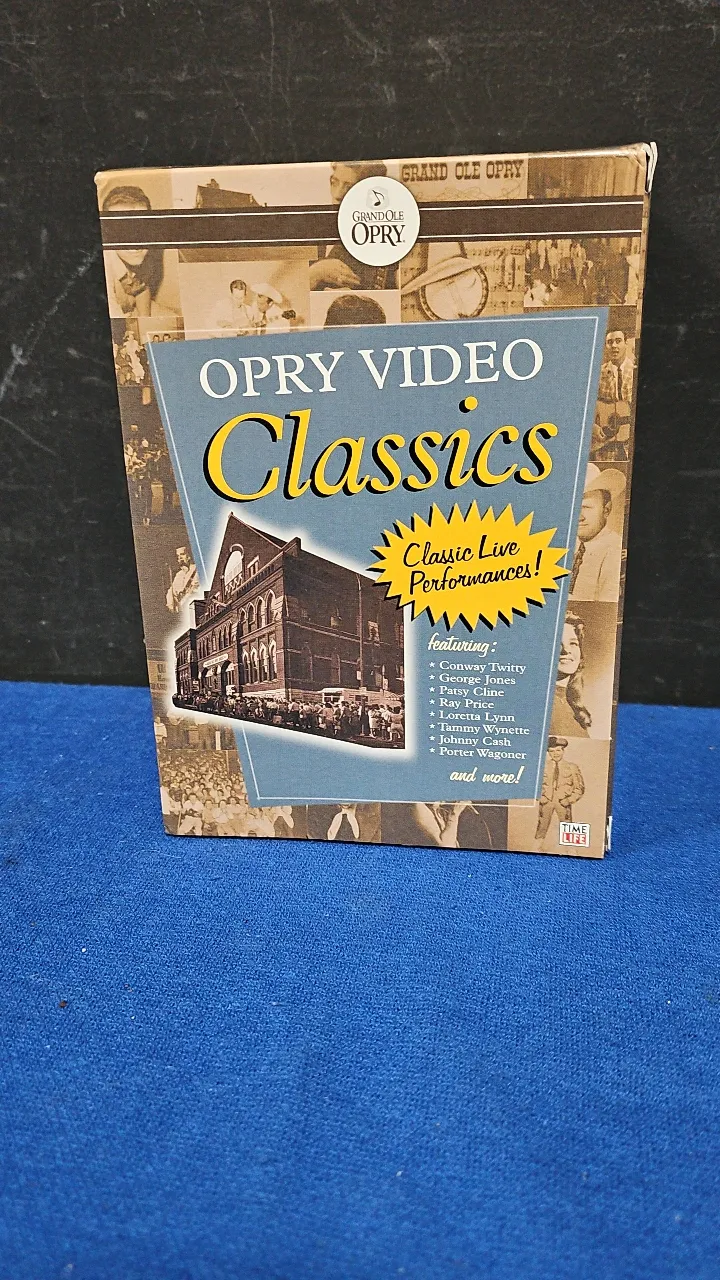 GRAND OLE OPRY
GRAND OLE
OPRY
OPRY VIDEO
Classics
Classic Live
Performances!
featuring:
* Conway Twitty
* George Jones
* Patsy Cline
* Ray Price
* Loretta Lynn
* Tammy Wynette
* Johnny Cash
* Porter Wagoner
and more!
TIME
LIFE